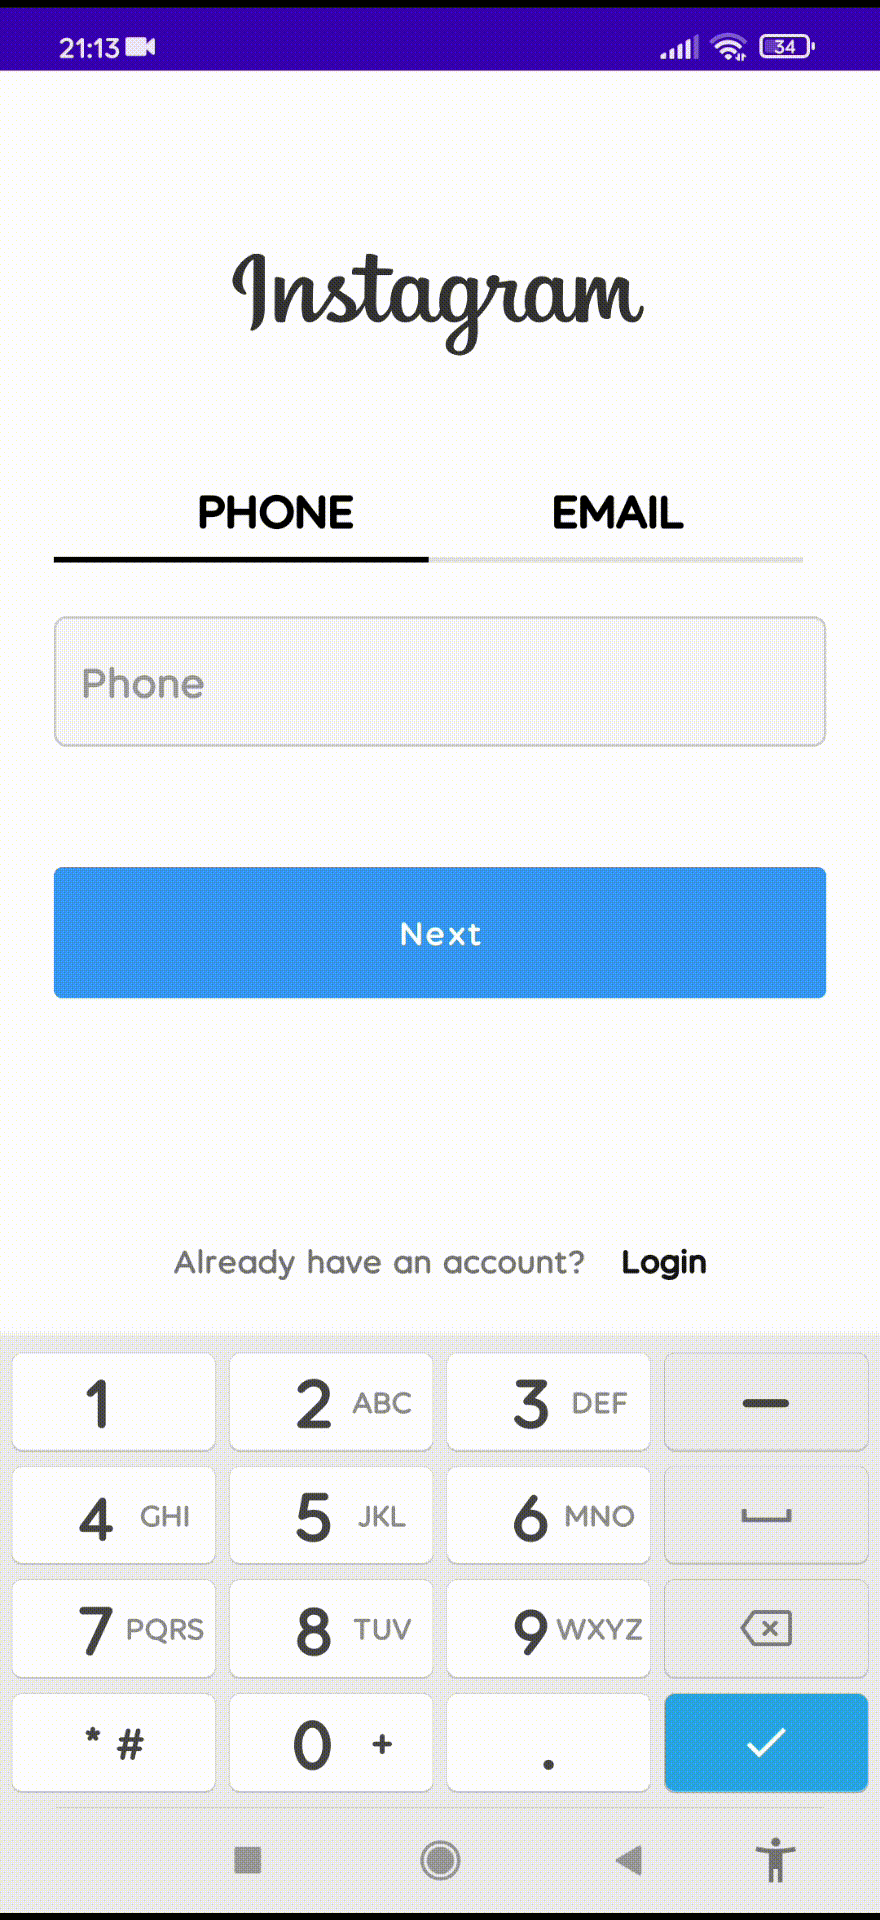 21:13 34
Instagram
PHONE EMAIL
Phone
Next
Already have an account? Login
1 2 ABC 3 DEF –
4 GHI 5 JKL 6 MNO
7 PQRS 8 TUV 9 WXYZ
* # 0 + .